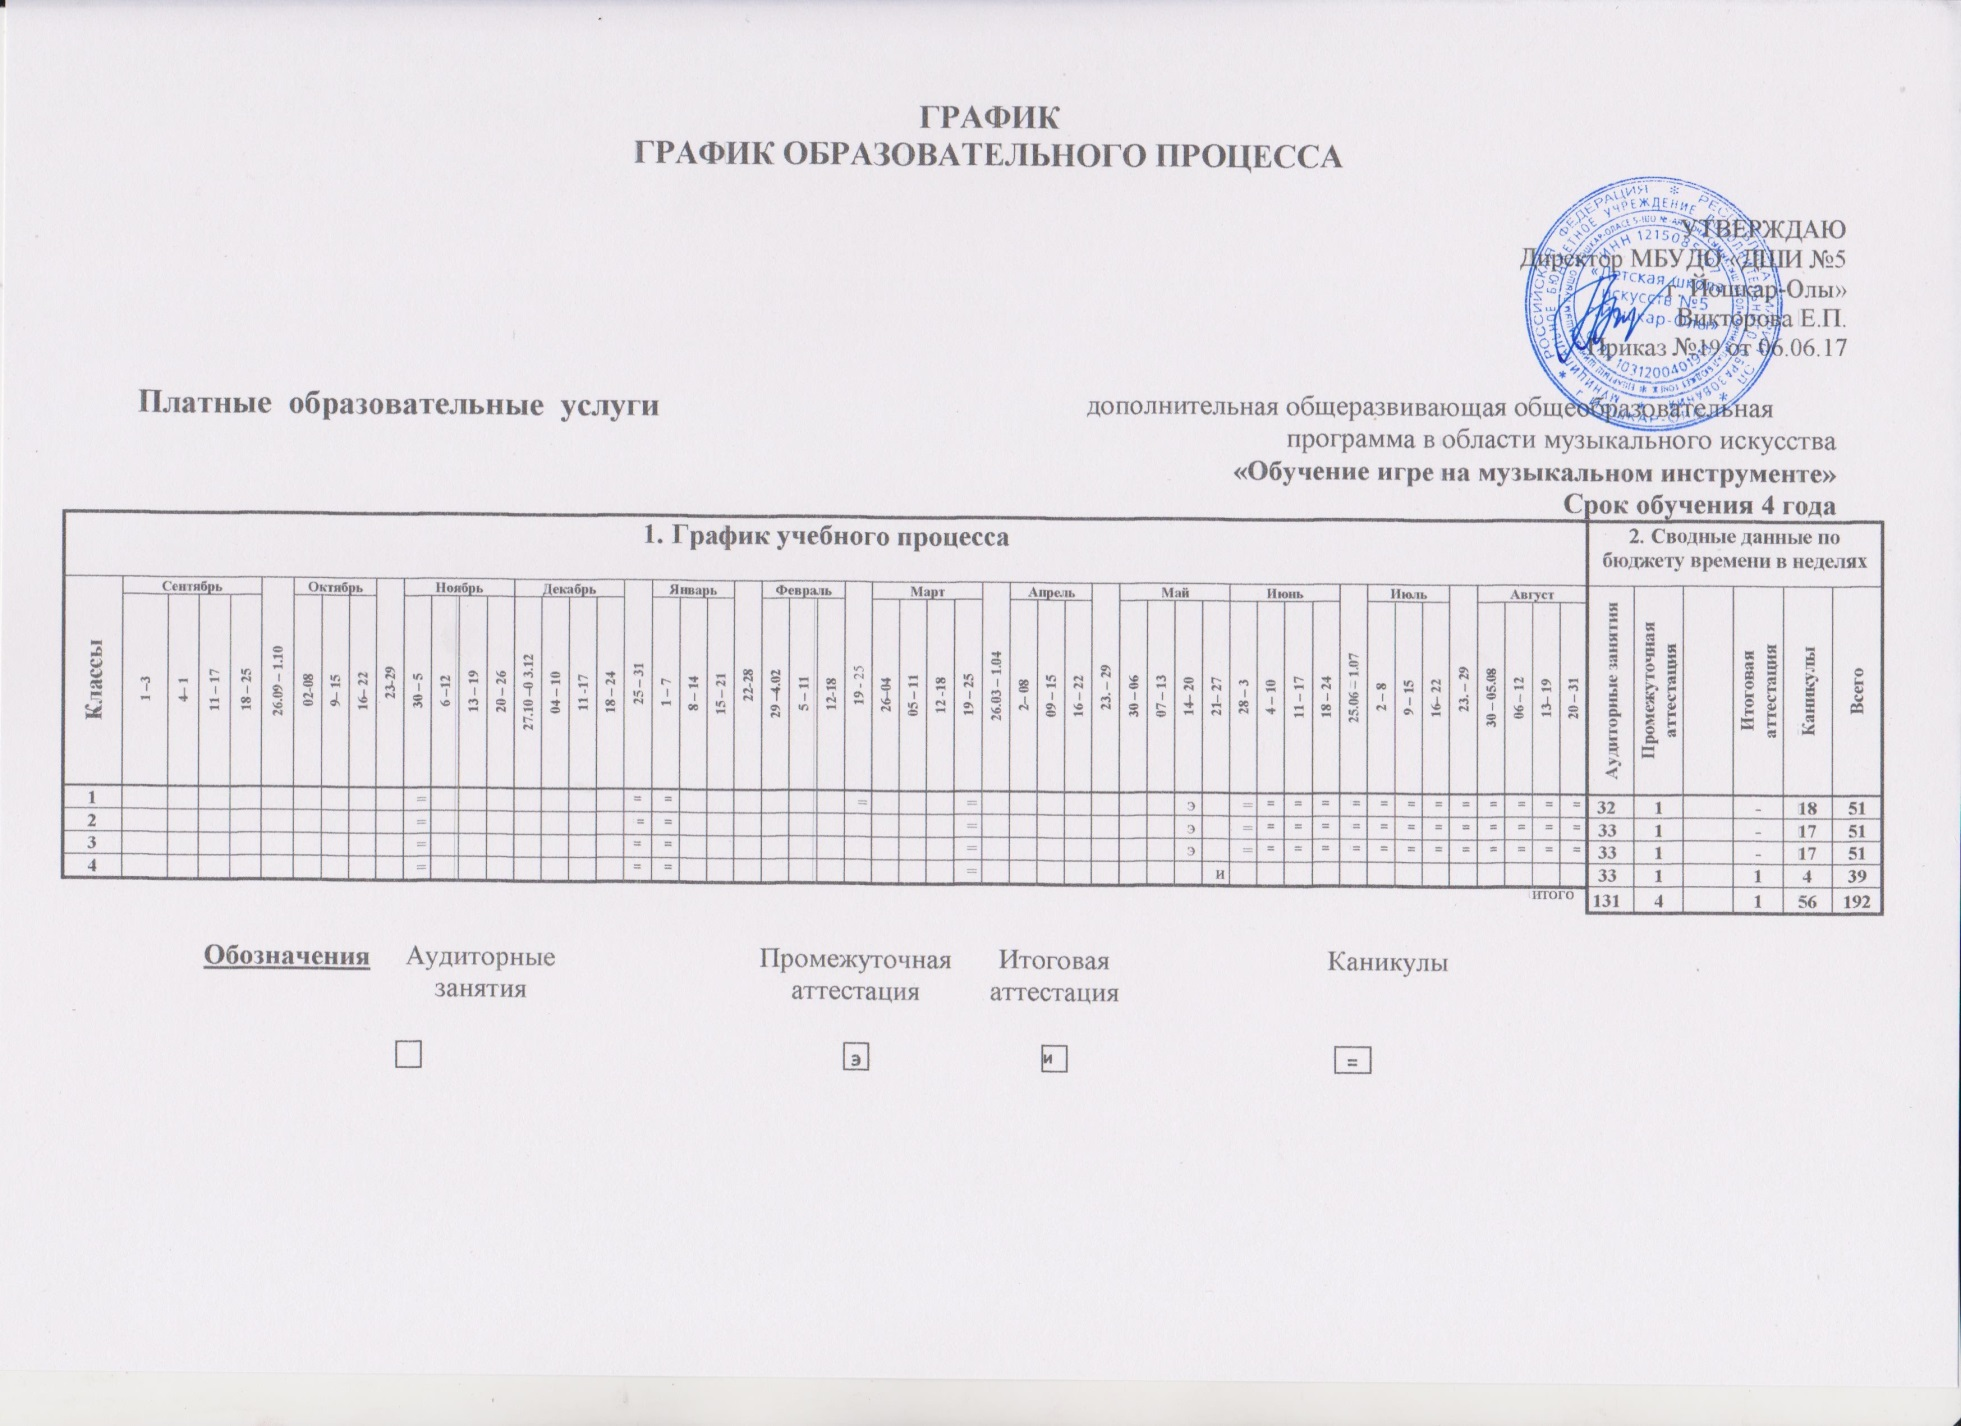 ГРАФИК
ГРАФИК ОБРАЗОВАТЕЛЬНОГО ПРОЦЕССА
УТВЕРЖДАЮ
Директор МБУДО «ДШИ №5
г. Йошкар-Олы»
Викторова Е.П.
Приказ №19 от 06.06.17
Платные образовательные услуги
дополнительная общеразвивающая общеобразовательная
программа в области музыкального искусства
«Обучение игре на музыкальном инструменте»
Срок обучения 4 года
1. График учебного процесса
2. Сводные данные по
бюджету времени в неделях
Классы
Сентябрь Октябрь Ноябрь Декабрь Январь Февраль Март Апрель Май Июнь Июль Август
1 –3 4– 1 11 – 17 18 – 25 26.09 – 1.10 02-08 9– 15 16– 22 23-29 30 – 5 6 –12 13 – 19 20 – 26 27.10 –0 3.12 04 – 10 11 -17 18 – 24 25 – 31 1 – 7 8 – 14 15 – 21 22-28 29 –4.02 5 – 11 12-18 19 - 25 26–04 05 – 11 12 - 18 19 – 25 26.03 – 1.04 2– 08 09 – 15 16 – 22 23. – 29 30 – 06 07 – 13 14- 20 21– 27 28 – 3 4 – 10 11 – 17 18 - 24 25.06 – 1.07 2 – 8 9 – 15 16– 22 23. – 29 30 – 05.08 06 – 12 13– 19 20 – 31
Аудиторные занятия Промежуточная аттестация Итоговая аттестация Каникулы Всего
1 = = = = = э = = = = = = = = = = = = = 32 1 - 18 51
2 = = = = э = = = = = = = = = = = = = 33 1 - 17 51
3 = = = = э = = = = = = = = = = = = = 33 1 - 17 51
4 = = = = и 33 1 1 4 39
итого 131 4 1 56 192
Обозначения Аудиторные Промежуточная Итоговая Каникулы
занятия аттестация аттестация
э и =